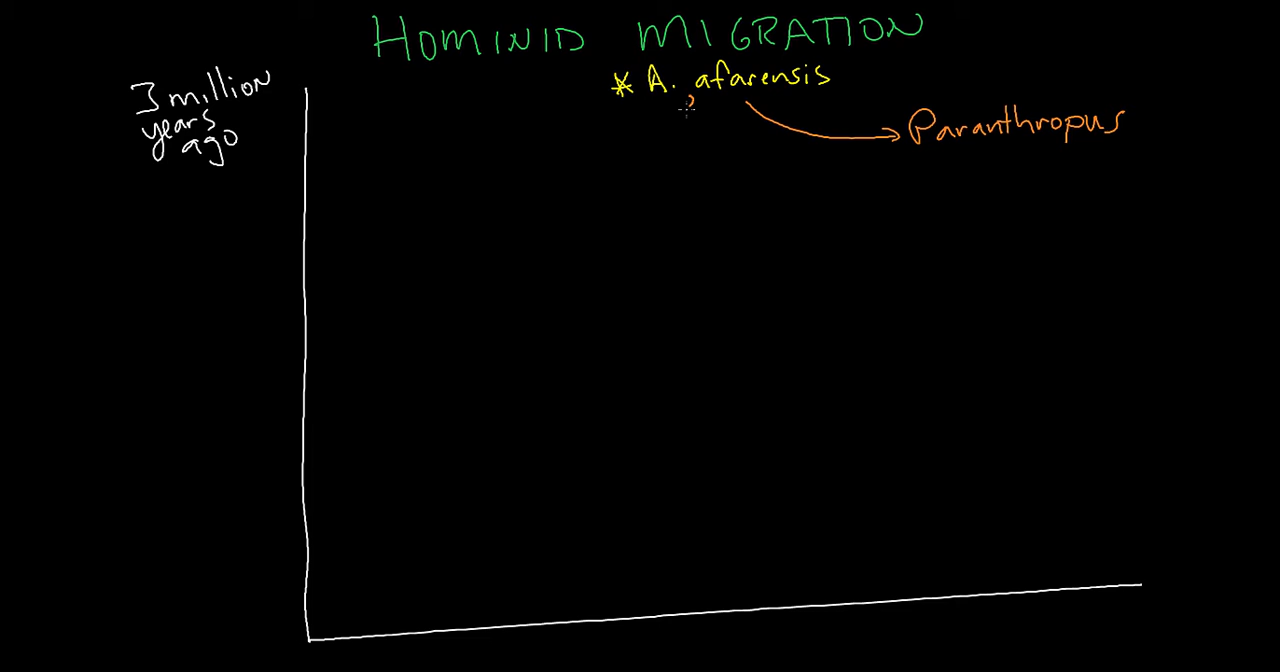 HOMINID MIGRATION
* A. afarensis
3 million
years
ago
Paranthropus